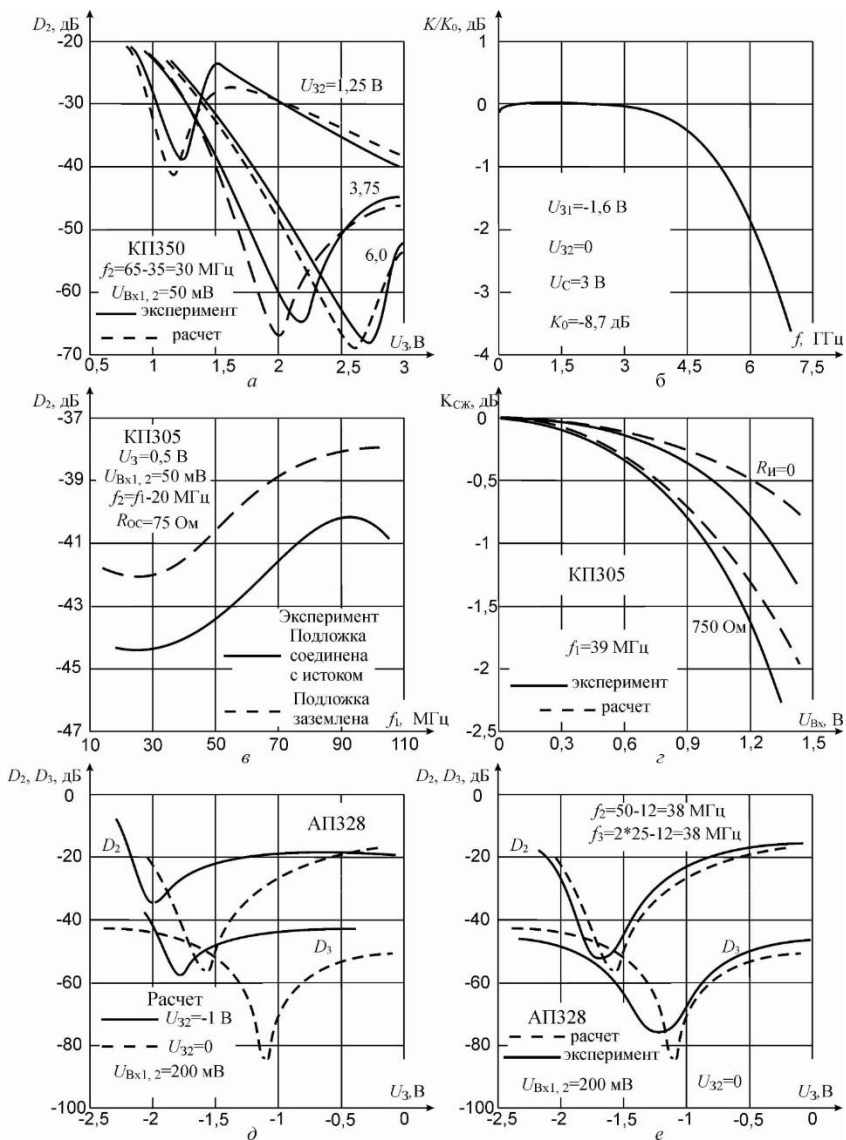 D₂, дБ
-20
-30
-40
-50
-60
-70
0,5
1
1,5
2
2,5
3
U₃,В
U₃₂=1,25 В
3,75
6,0
КП350
f₂=65-35=30 МГц
U_Вх1, 2=50 мВ
эксперимент
расчет
а
K/K₀, дБ
1
0
-1
-2
-3
-4
0
1,5
3
4,5
6
7,5
f, ГГц
U₃₁=-1,6 В
U₃₂=0
U_С=3 В
K₀=-8,7 дБ
б
D₂, дБ
-37
-39
-41
-43
-45
-47
10
30
50
70
90
110
f₁, МГц
КП305
U₃=0,5 В
U_Вх1, 2=50 мВ
f₂=f₁-20 МГц
R_ОС=75 Ом
Эксперимент
Подложка
соединена
с истоком
Подложка
заземлена
в
К_СЖ, дБ
0
-0,5
-1
-1,5
-2
-2,5
0
0,3
0,6
0,9
1,2
1,5
U_Вх, В
R_И=0
КП305
750 Ом
f₁=39 МГц
эксперимент
расчет
г
D₂, D₃, дБ
0
-20
-40
-60
-80
-100
-2,5
-2
-1,5
-1
-0,5
0
U₃,В
АП328
D₂
D₃
Расчет
U₃₂=-1 В
U₃₂=0
U_Вх1, 2=200 мВ
д
D₂, D₃, дБ
0
-20
-40
-60
-80
-100
-2,5
-2
-1,5
-1
-0,5
0
U₃,В
f₂=50-12=38 МГц
f₃=2*25-12=38 МГц
D₂
D₃
АП328
расчет
эксперимент
U_Вх1, 2=200 мВ
U₃₂=0
е